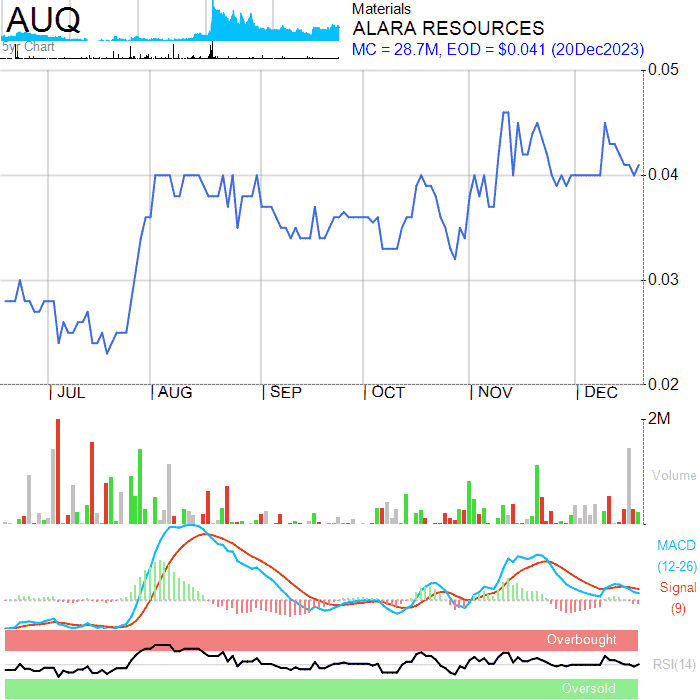 AUQ
5yr Chart
Materials
ALARA RESOURCES
MC = 28.7M, EOD = $0.041 (20Dec2023)
0.05
0.04
0.03
0.02
JUL AUG SEP OCT NOV DEC
2M
Volume
MACD
(12-26)
Signal
(9)
Overbought
RSI(14)
Oversold